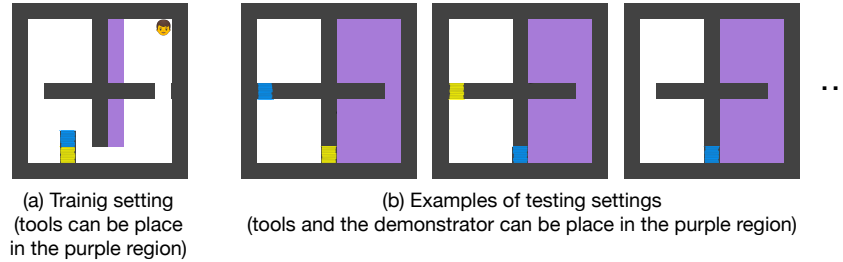 (a) Trainig setting
(tools can be place
in the purple region)
(b) Examples of testing settings
(tools and the demonstrator can be place in the purple region)